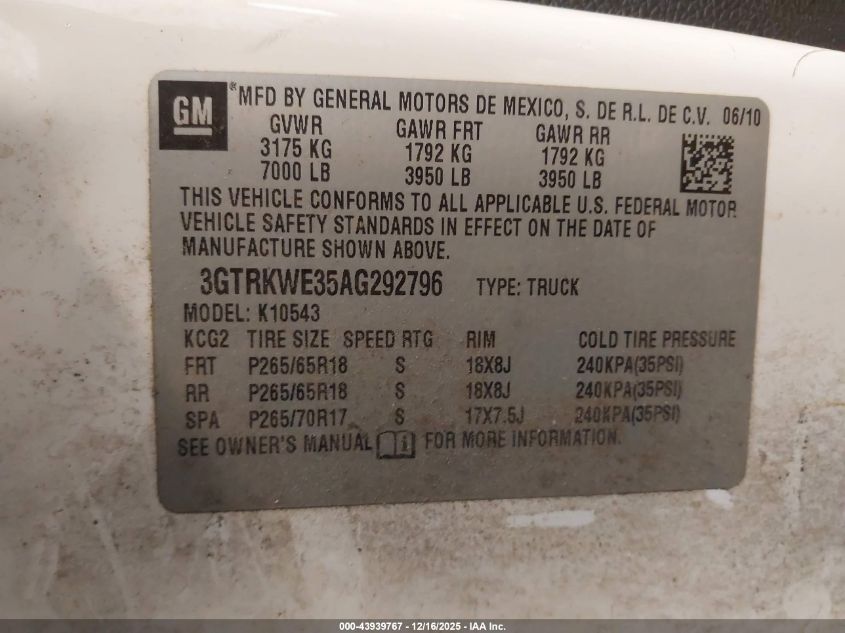 GM
*MFD BY GENERAL MOTORS DE MEXICO, S. DE R.L. DE C.V. 06/10
GVWR GAWR FRT GAWR RR
3175 KG 1792 KG 1792 KG
7000 LB 3950 LB 3950 LB
THIS VEHICLE CONFORMS TO ALL APPLICABLE U.S. FEDERAL MOTOR
VEHICLE SAFETY STANDARDS IN EFFECT ON THE DATE OF
MANUFACTURE SHOWN ABOVE.
3GTRKWE35AG292796 TYPE: TRUCK
MODEL: K10543
KCG2 TIRE SIZE SPEED RTG RIM COLD TIRE PRESSURE
FRT P265/65R18 S 18X8J 240KPA(35PSI)
RR P265/65R18 S 18X8J 240KPA(35PSI)
SPA P265/70R17 S 17X7.5J 240KPA(35PSI)
SEE OWNER'S MANUAL FOR MORE INFORMATION.
000-43939767 - 12/16/2025 - IAA Inc.